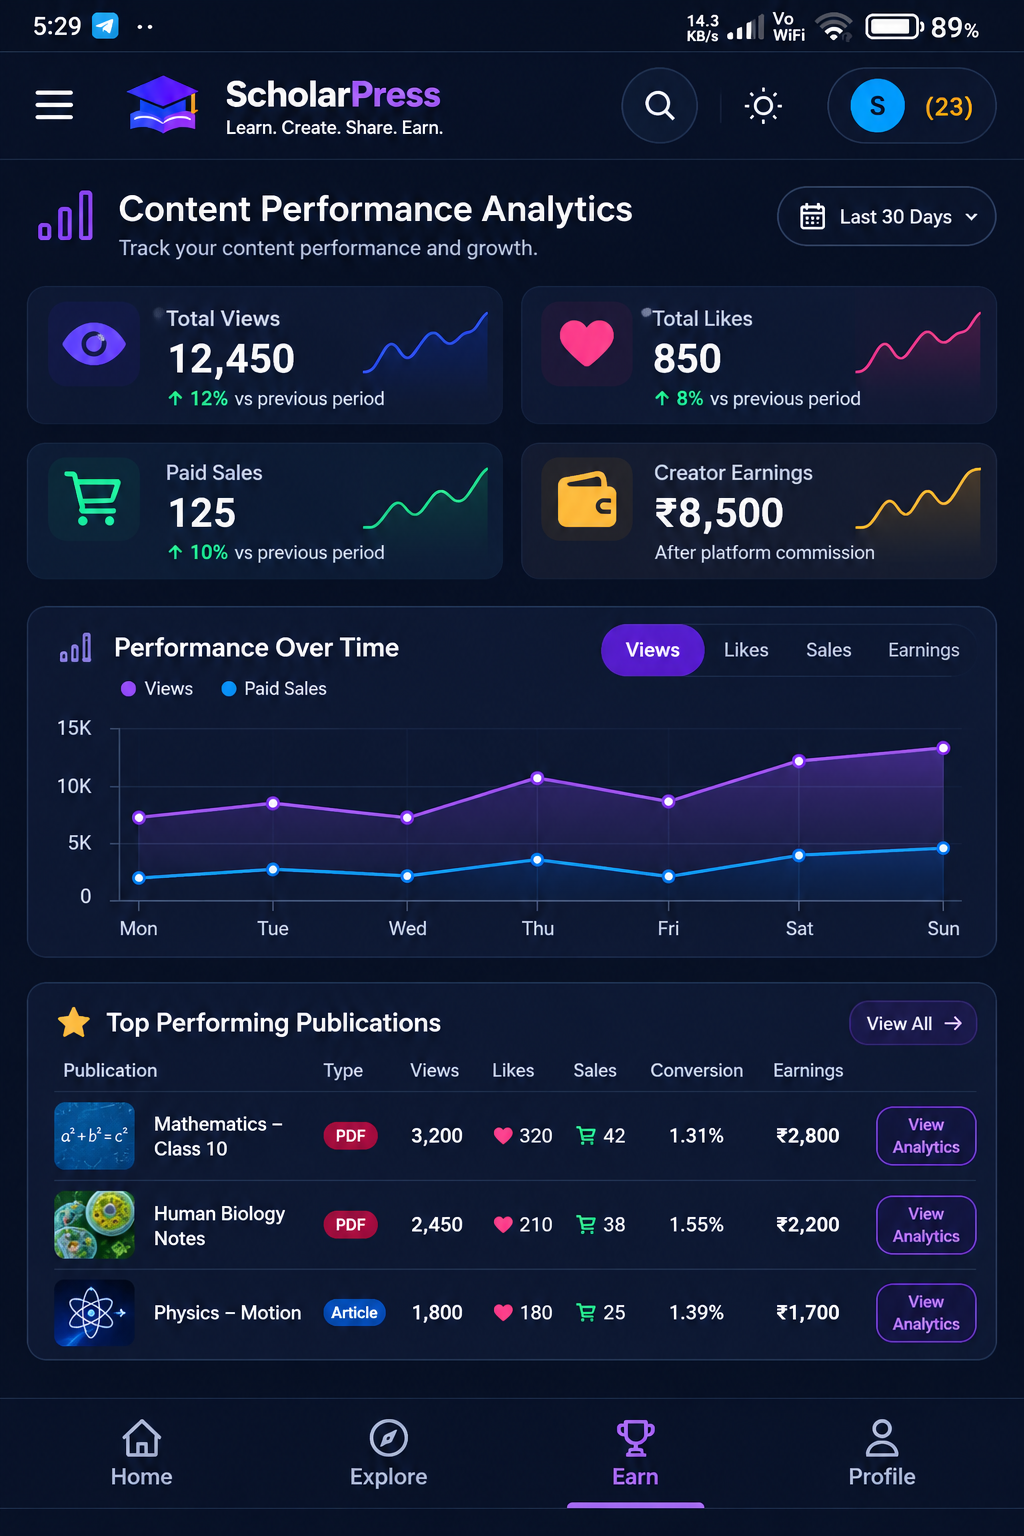 5:29
14.3 KB/s
Vo WiFi
89%
ScholarPress
Learn. Create. Share. Earn.
S (23)
Content Performance Analytics
Track your content performance and growth.
Last 30 Days
Total Views
12,450
↑ 12% vs previous period
Total Likes
850
↑ 8% vs previous period
Paid Sales
125
↑ 10% vs previous period
Creator Earnings
₹8,500
After platform commission
Performance Over Time
Views Likes Sales Earnings
Views Paid Sales
15K
10K
5K
0
Mon Tue Wed Thu Fri Sat Sun
Top Performing Publications
View All →
Publication Type Views Likes Sales Conversion Earnings
a²+b²=c²
Mathematics –
Class 10
PDF 3,200 320 42 1.31% ₹2,800
View
Analytics
Human Biology
Notes
PDF 2,450 210 38 1.55% ₹2,200
View
Analytics
Physics – Motion Article 1,800 180 25 1.39% ₹1,700
View
Analytics
Home Explore Earn Profile